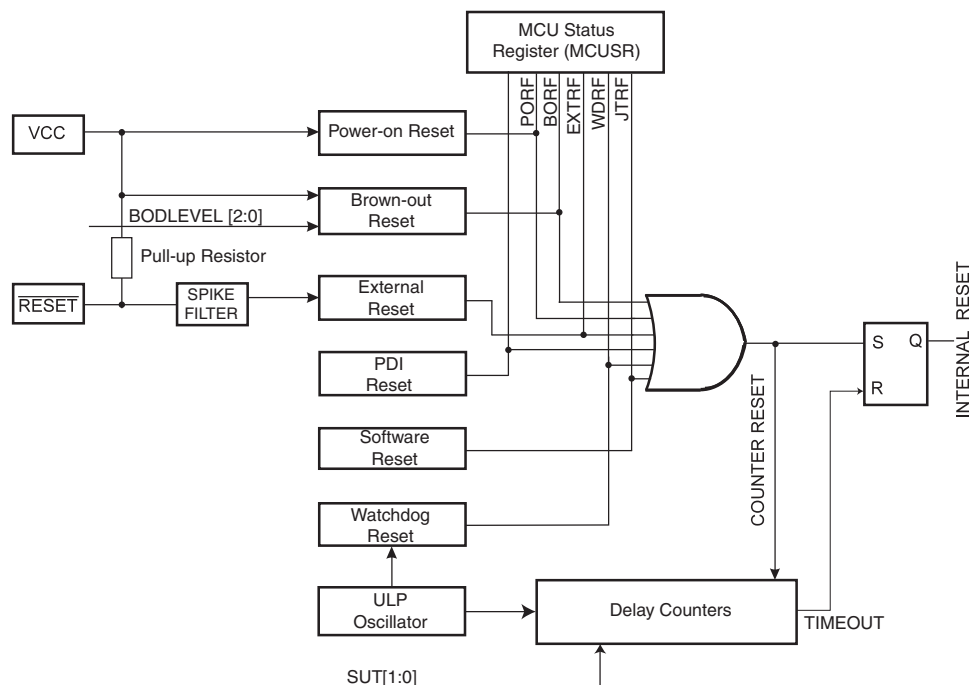 MCU Status
Register (MCUSR)
PORF
BORF
EXTRF
WDRF
JTRF
VCC
Power-on Reset
Brown-out
Reset
BODLEVEL [2:0]
Pull-up Resistor
RESET
SPIKE
FILTER
External
Reset
PDI
Reset
Software
Reset
Watchdog
Reset
ULP
Oscillator
Delay Counters
SUT[1:0]
COUNTER RESET
TIMEOUT
S
Q
R
INTERNAL RESET